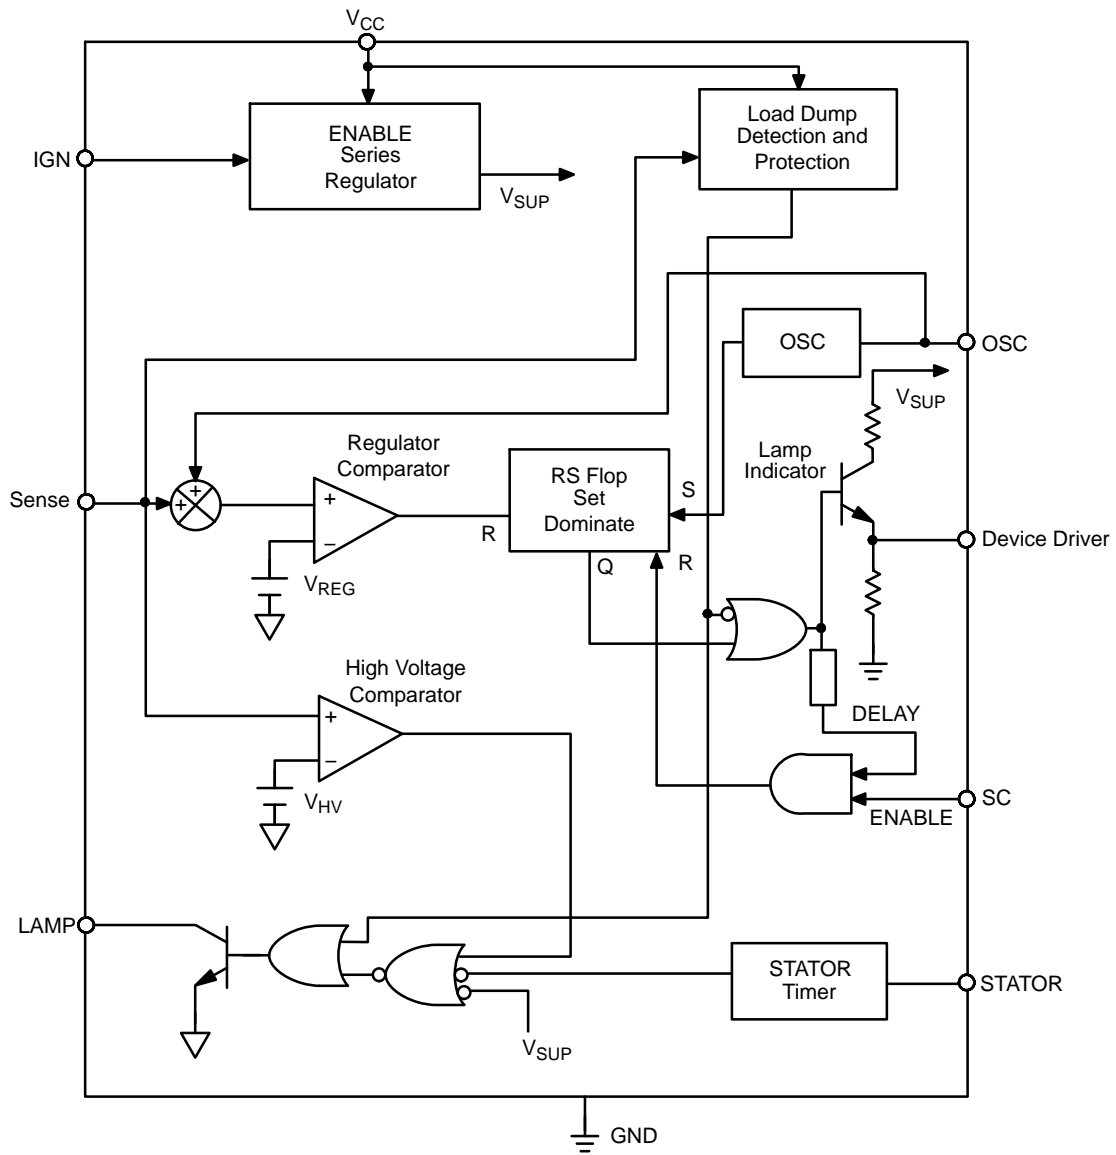 VCC
ENABLE
Series
Regulator
Load Dump
Detection and
Protection
IGN
VSUP
OSC
OSC
VSUP
Regulator
Comparator
Lamp
Indicator
Sense
+
+
+
−
RS Flop
Set
Dominate
S
R
Q
R
VREG
Device Driver
High Voltage
Comparator
+
−
VHV
DELAY
SC
ENABLE
LAMP
STATOR
Timer
STATOR
VSUP
GND